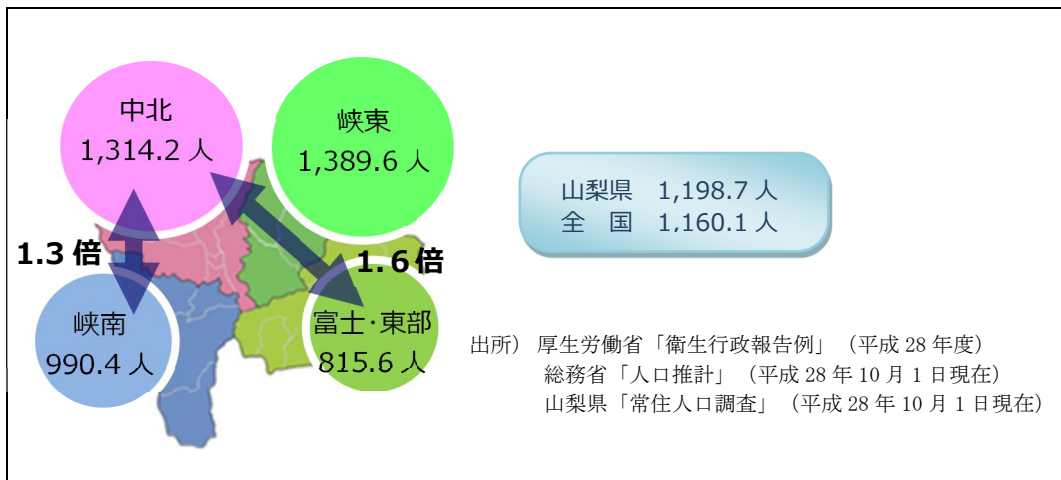 中北
1,314.2 人
峡東
1,389.6 人
山梨県 1,198.7 人
全 国 1,160.1 人
1.3 倍
1.6倍
峡南
990.4 人
富士･東部
815.6 人
出所） 厚生労働省「衛生行政報告例」（平成 28 年度）
総務省「人口推計」（平成 28 年 10 月 1 日現在）
山梨県「常住人口調査」（平成 28 年 10 月 1 日現在）